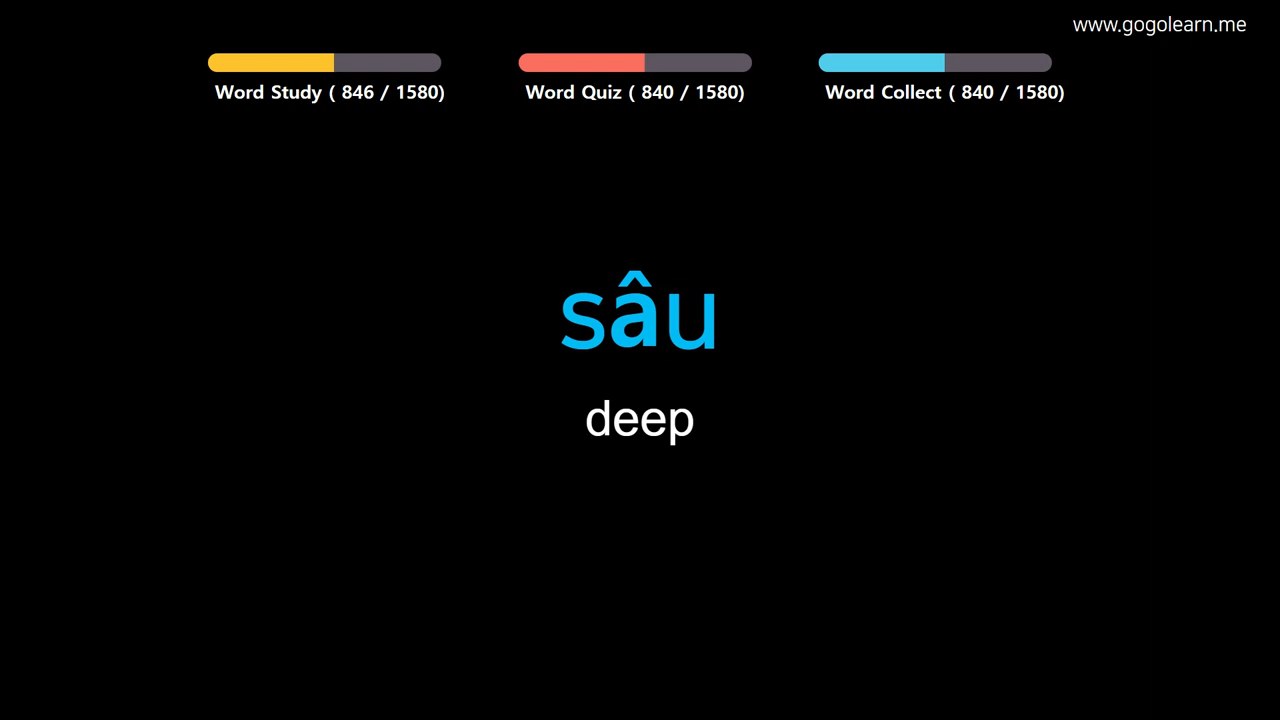 www.gogolearn.me
Word Study ( 846 / 1580)
Word Quiz ( 840 / 1580)
Word Collect ( 840 / 1580)
sâu
deep